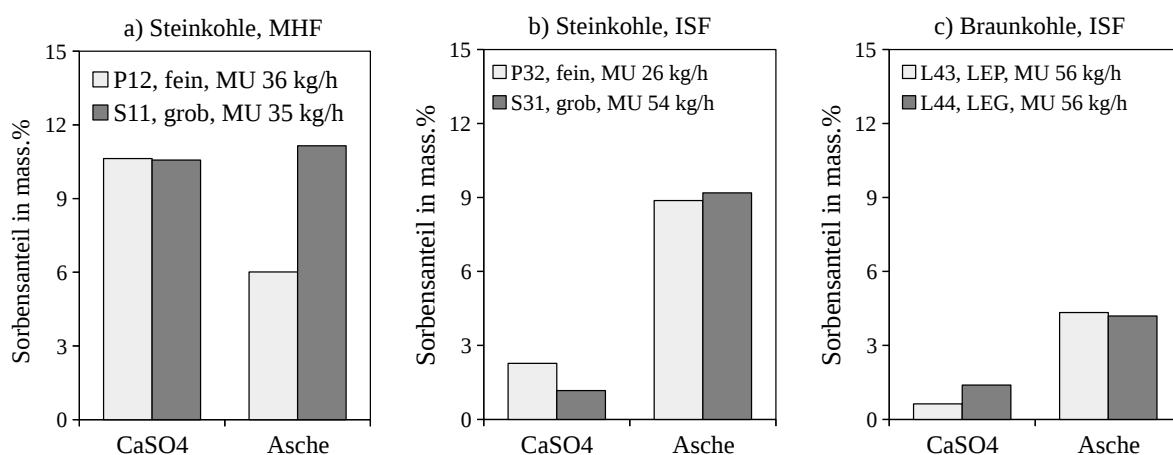 a) Steinkohle, MHF
Sorbensanteil in mass.%
15
12
9
6
3
0
P12, fein, MU 36 kg/h
S11, grob, MU 35 kg/h
CaSO4
Asche
b) Steinkohle, ISF
Sorbensanteil in mass.%
15
12
9
6
3
0
P32, fein, MU 26 kg/h
S31, grob, MU 54 kg/h
CaSO4
Asche
c) Braunkohle, ISF
Sorbensanteil in mass.%
15
12
9
6
3
0
L43, LEP, MU 56 kg/h
L44, LEG, MU 56 kg/h
CaSO4
Asche